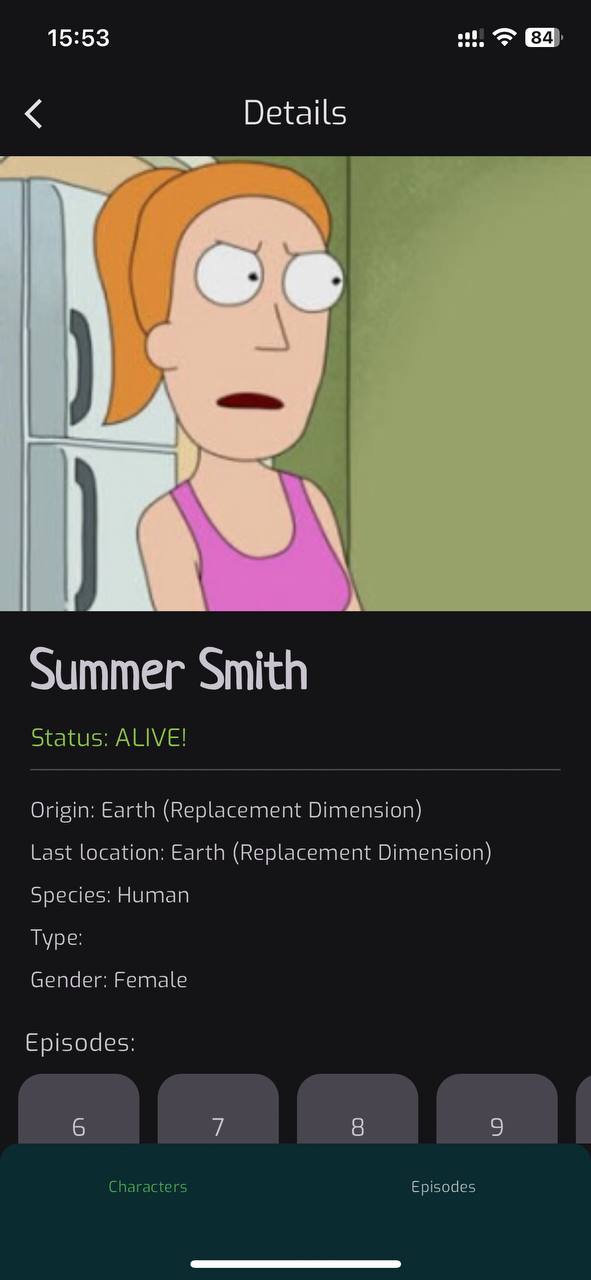 15:53
84
Details
Summer Smith
Status: ALIVE!
Origin: Earth (Replacement Dimension)
Last location: Earth (Replacement Dimension)
Species: Human
Type:
Gender: Female
Episodes:
6 7 8 9
Characters Episodes